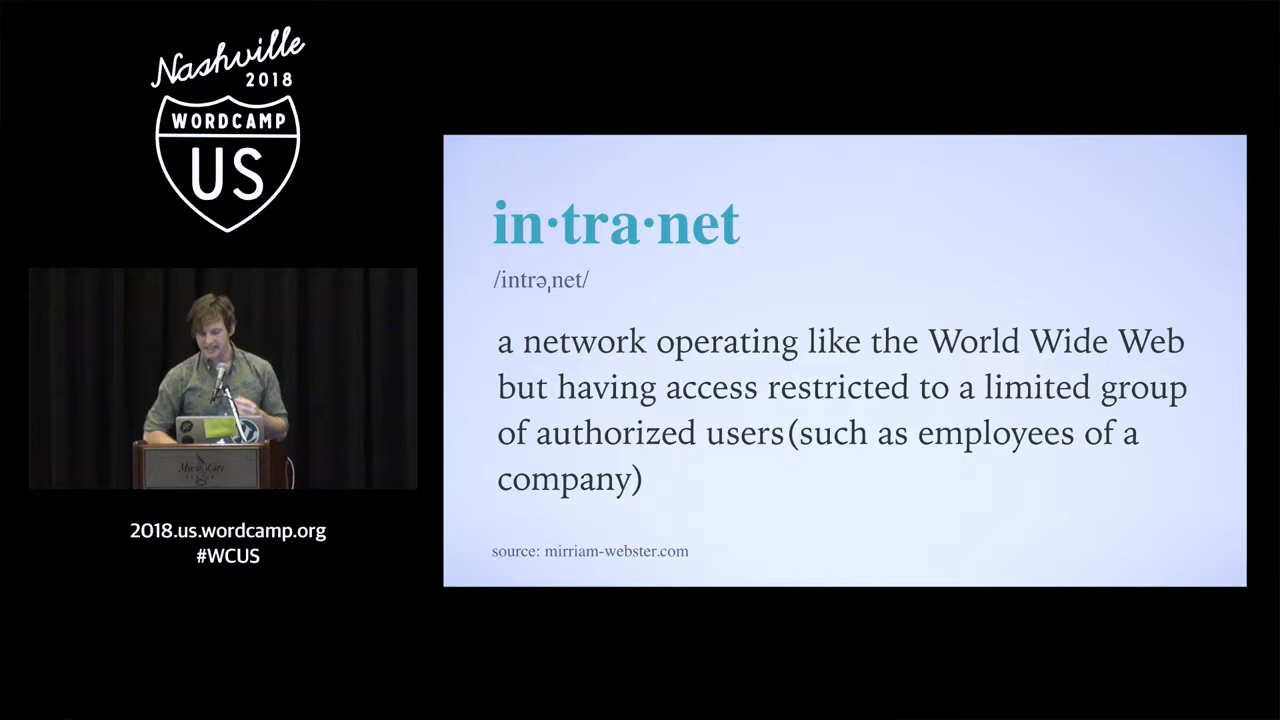 Nashville
2018
WORDCAMP
US
in·tra·net
/intrəˌnet/
a network operating like the World Wide Web
but having access restricted to a limited group
of authorized users(such as employees of a
company)
source: mirriam-webster.com
Music City
2018.us.wordcamp.org
#WCUS